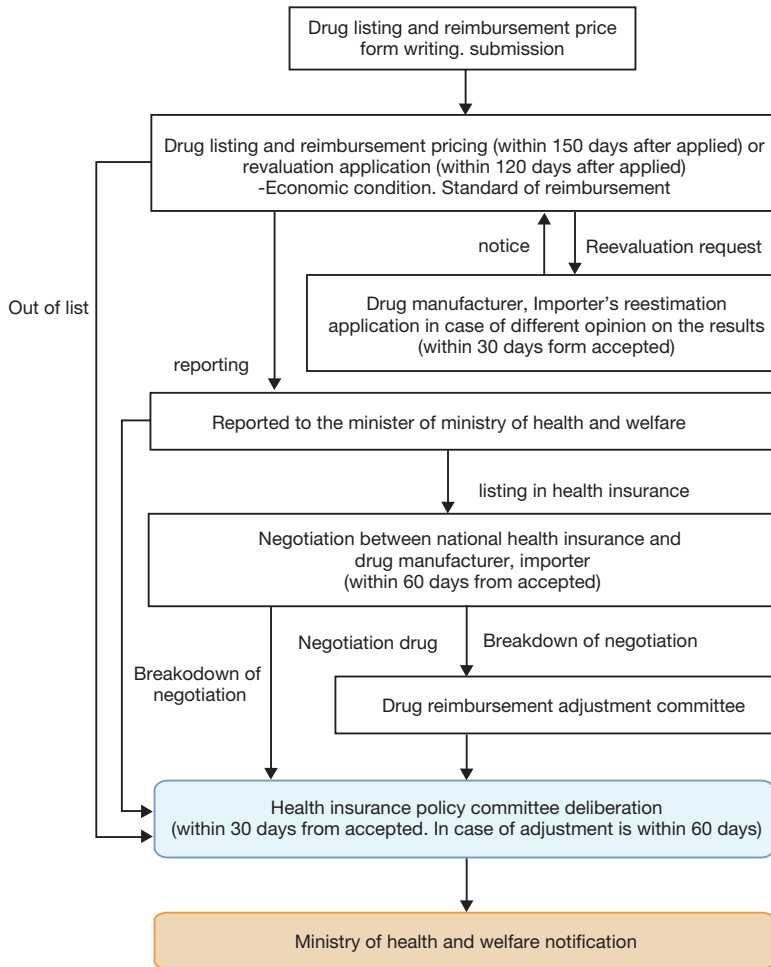 Drug listing and reimbursement price
form writing. submission
Drug listing and reimbursement pricing (within 150 days after applied) or
revaluation application (within 120 days after applied)
-Economic condition. Standard of reimbursement
notice
Reevaluation request
Out of list
Drug manufacturer, Importer's reestimation
application in case of different opinion on the results
(within 30 days form accepted)
reporting
Reported to the minister of ministry of health and welfare
listing in health insurance
Negotiation between national health insurance and
drug manufacturer, importer
(within 60 days from accepted)
Negotiation drug
Breakdown of negotiation
Breakodown of
negotiation
Drug reimbursement adjustment committee
Health insurance policy committee deliberation
(within 30 days from accepted. In case of adjustment is within 60 days)
Ministry of health and welfare notification